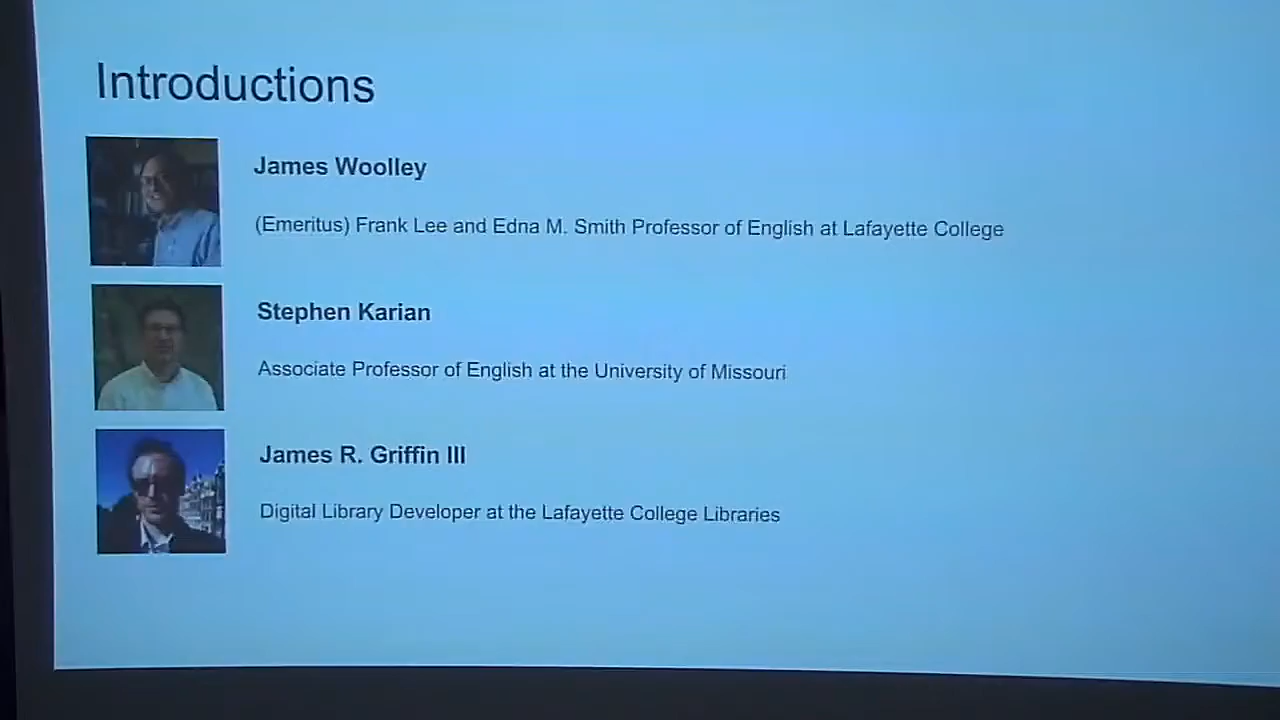 Introductions
James Woolley
(Emeritus) Frank Lee and Edna M. Smith Professor of English at Lafayette College
Stephen Karian
Associate Professor of English at the University of Missouri
James R. Griffin III
Digital Library Developer at the Lafayette College Libraries